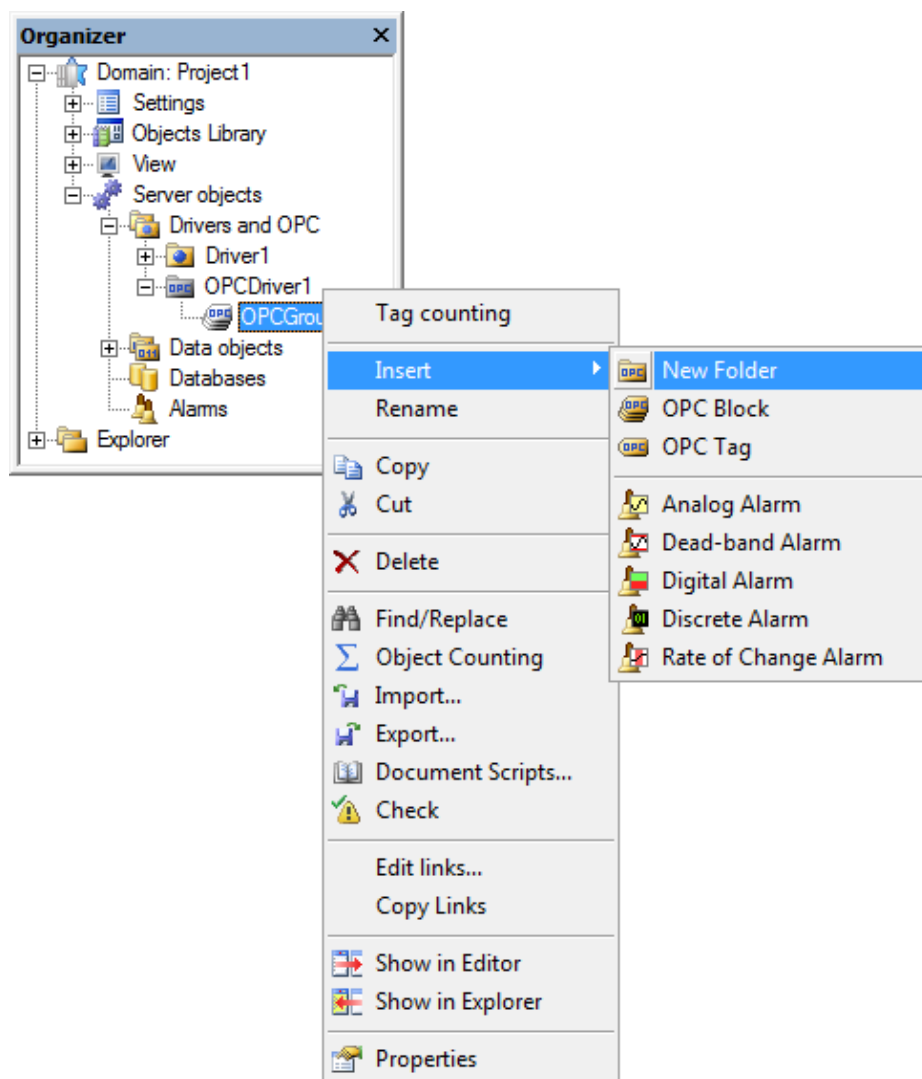 Organizer
Domain: Project1
Settings
Objects Library
View
Server objects
Drivers and OPC
Driver1
OPCDriver1
OPCGrou
Data objects
Databases
Alarms
Explorer
Tag counting
Insert
Rename
Copy
Cut
Delete
Find/Replace
Object Counting
Import...
Export...
Document Scripts...
Check
Edit links...
Copy Links
Show in Editor
Show in Explorer
Properties
New Folder
OPC Block
OPC Tag
Analog Alarm
Dead-band Alarm
Digital Alarm
Discrete Alarm
Rate of Change Alarm